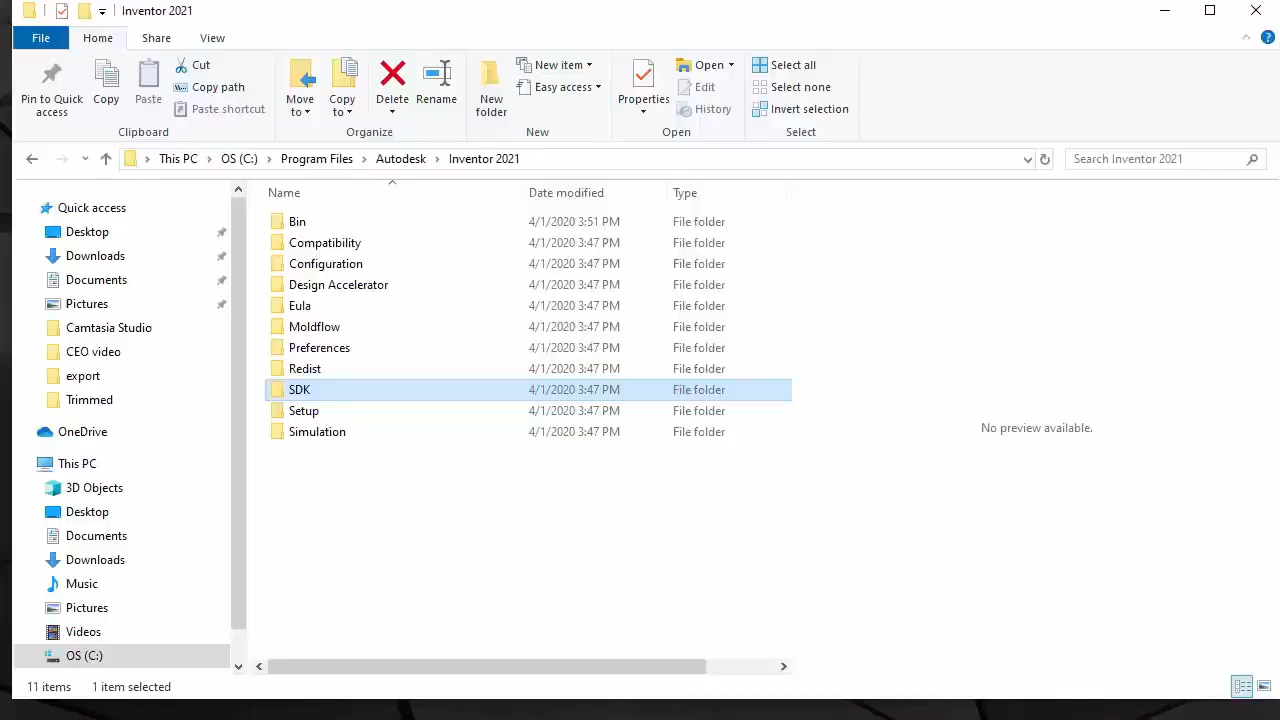 Inventor 2021
File Home Share View
Pin to Quick access
Copy
Paste
Cut
Copy path
Paste shortcut
Clipboard
Move to
Copy to
Delete
Rename
Organize
New folder
New item
Easy access
New
Properties
Open
Edit
History
Open
Select all
Select none
Invert selection
Select
This PC > OS (C:) > Program Files > Autodesk > Inventor 2021
Search Inventor 2021
Quick access
Desktop
Downloads
Documents
Pictures
Camtasia Studio
CEO video
export
Trimmed
OneDrive
This PC
3D Objects
Desktop
Documents
Downloads
Music
Pictures
Videos
OS (C:)
Name Date modified Type
Bin 4/1/2020 3:51 PM File folder
Compatibility 4/1/2020 3:47 PM File folder
Configuration 4/1/2020 3:47 PM File folder
Design Accelerator 4/1/2020 3:47 PM File folder
Eula 4/1/2020 3:47 PM File folder
Moldflow 4/1/2020 3:47 PM File folder
Preferences 4/1/2020 3:47 PM File folder
Redist 4/1/2020 3:47 PM File folder
SDK 4/1/2020 3:47 PM File folder
Setup 4/1/2020 3:47 PM File folder
Simulation 4/1/2020 3:47 PM File folder
No preview available.
11 items 1 item selected